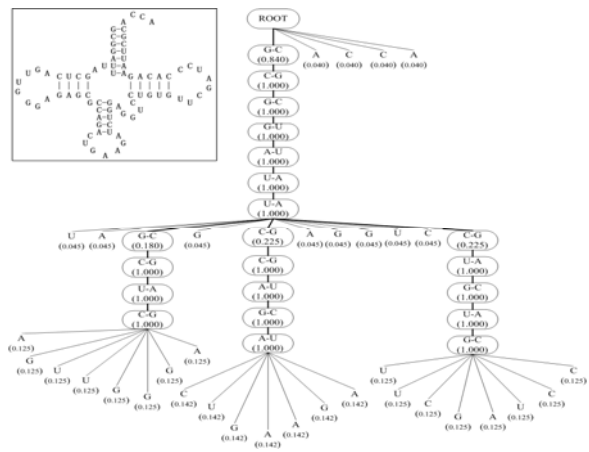 A C C A
C U C G
G A C A C
ROOT
G-C A C C A
(0.840) (0.040) (0.040) (0.040) (0.040)
C-G
(1.000)
G-C
(1.000)
G-U
(1.000)
A-U
(1.000)
U-A
(1.000)
U-A
(1.000)
U A G-C G C-G A G G U C C-G
(0.045) (0.045) (0.180) (0.045) (0.225) (0.045) (0.045) (0.045) (0.045) (0.045) (0.225)
C-G C-G U-A
(1.000) (1.000) (1.000)
U-A A-U G-C
(1.000) (1.000) (1.000)
C-G G-C U-A
(1.000) (1.000) (1.000)
A-U G-C
(1.000) (1.000)
A G U U G G G A
(0.125) (0.125) (0.125) (0.125) (0.125) (0.125) (0.125) (0.125)
C U G A A G A
(0.142) (0.142) (0.142) (0.142) (0.142) (0.142) (0.142)
U U C G A U C C
(0.125) (0.125) (0.125) (0.125) (0.125) (0.125) (0.125) (0.125)